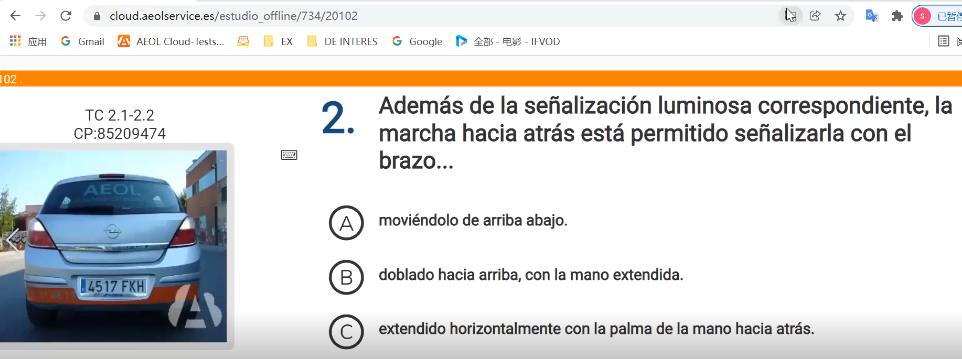 cloud.aeolservice.es/estudio_offline/734/20102
S 已暂停
应用 Gmail AEOL Cloud-Tests... EX DE INTERES Google 全部 - 电影 - IFVOD
102 .
TC 2.1-2.2
CP:85209474
AEOL
4517 FKH
2. Además de la señalización luminosa correspondiente, la
marcha hacia atrás está permitido señalizarla con el
brazo...
A moviéndolo de arriba abajo.
B doblado hacia arriba, con la mano extendida.
C extendido horizontalmente con la palma de la mano hacia atrás.